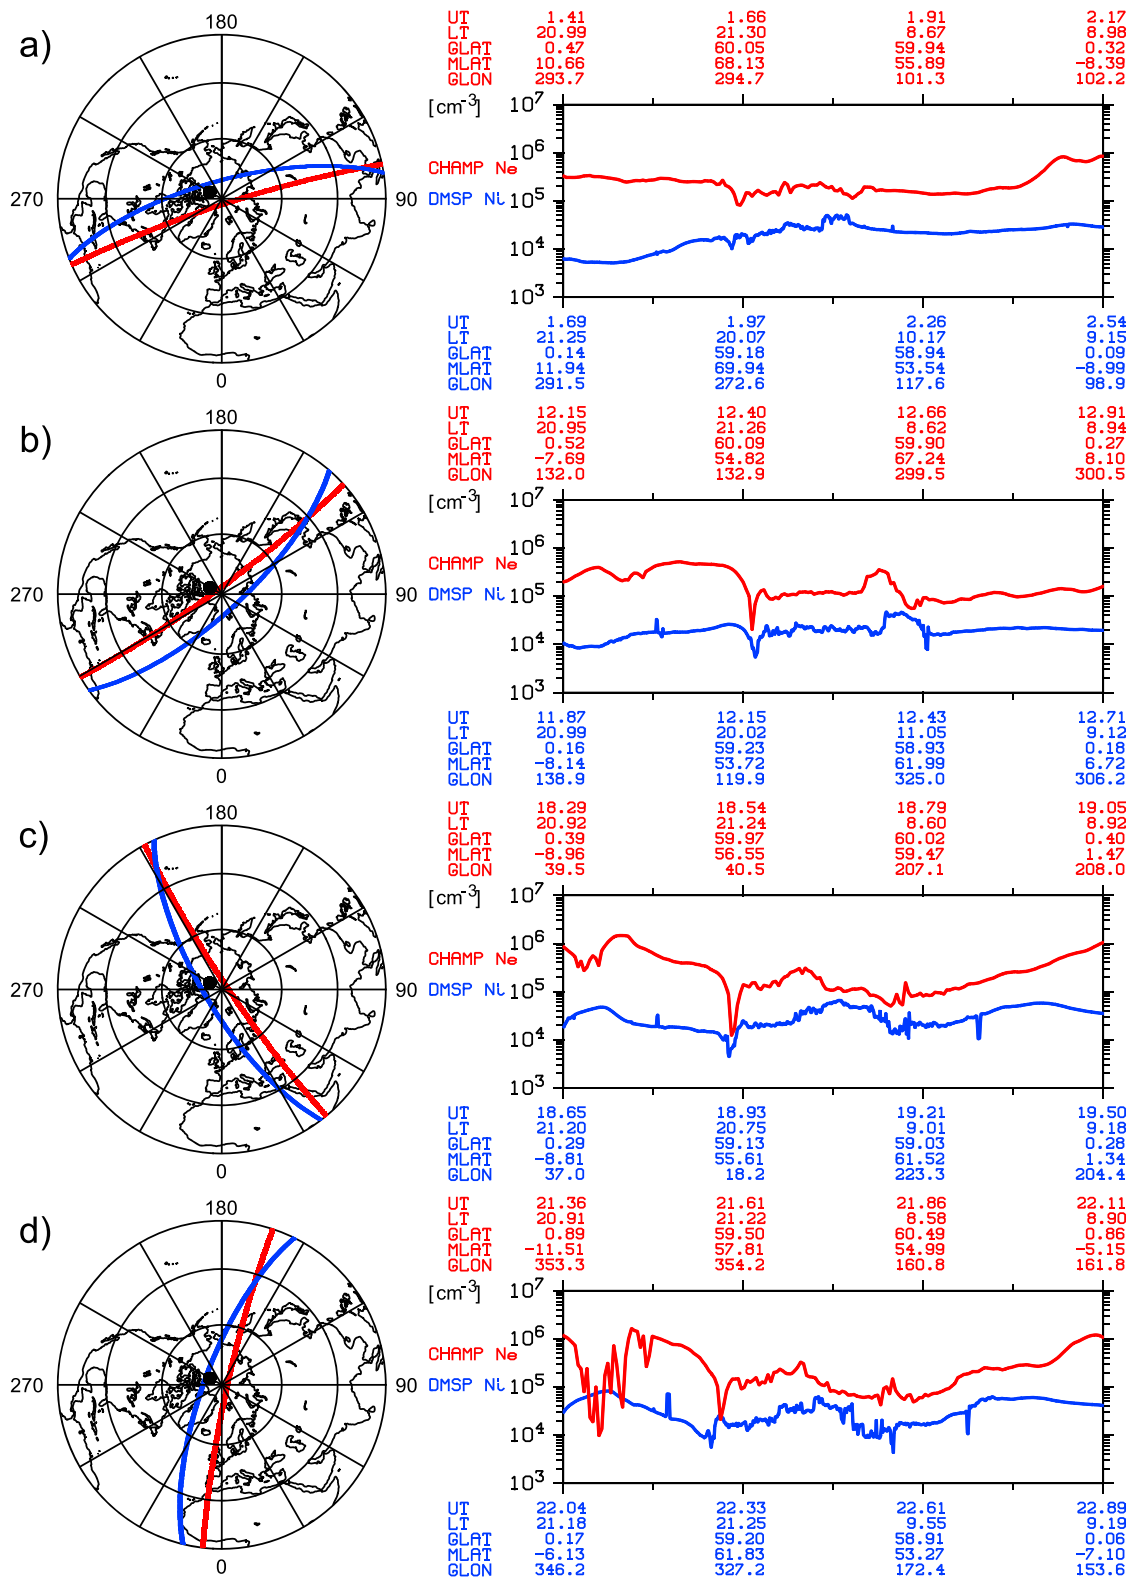 a)
180
270
90
0
UT 1.41 1.66 1.91 2.17
LT 20.99 21.30 8.67 8.98
GLAT 0.47 60.05 59.94 0.32
MLAT 10.66 68.13 55.89 -8.39
GLON 293.7 294.7 101.3 102.2
[cm-3]
10^7
10^6
10^5
10^4
10^3
CHAMP Ne
DMSP Ni
UT 1.69 1.97 2.26 2.54
LT 21.25 20.07 10.17 9.15
GLAT 0.14 59.18 58.94 0.09
MLAT 11.94 69.94 53.54 -8.99
GLON 291.5 272.6 117.6 98.9
b)
180
270
90
0
UT 12.15 12.40 12.66 12.91
LT 20.95 21.26 8.62 8.94
GLAT 0.52 60.09 59.90 0.27
MLAT -7.69 54.82 67.24 8.10
GLON 132.0 132.9 299.5 300.5
[cm-3]
10^7
10^6
10^5
10^4
10^3
CHAMP Ne
DMSP Ni
UT 11.87 12.15 12.43 12.71
LT 20.99 20.02 11.05 9.12
GLAT 0.16 59.23 58.93 0.18
MLAT -8.14 53.72 61.99 6.72
GLON 138.9 119.9 325.0 306.2
c)
180
270
90
0
UT 18.29 18.54 18.79 19.05
LT 20.92 21.24 8.60 8.92
GLAT 0.39 59.97 60.02 0.40
MLAT -8.96 56.55 59.47 1.47
GLON 39.5 40.5 207.1 208.0
[cm-3]
10^7
10^6
10^5
10^4
10^3
CHAMP Ne
DMSP Ni
UT 18.65 18.93 19.21 19.50
LT 21.20 20.75 9.01 9.18
GLAT 0.29 59.13 59.03 0.28
MLAT -8.81 55.61 61.52 1.34
GLON 37.0 18.2 223.3 204.4
d)
180
270
90
0
UT 21.36 21.61 21.86 22.11
LT 20.91 21.22 8.58 8.90
GLAT 0.89 59.50 60.49 0.86
MLAT -11.51 57.81 54.99 -5.15
GLON 353.3 354.2 160.8 161.8
[cm-3]
10^7
10^6
10^5
10^4
10^3
CHAMP Ne
DMSP Ni
UT 22.04 22.33 22.61 22.89
LT 21.18 21.25 9.55 9.19
GLAT 0.17 59.20 58.91 0.06
MLAT -6.13 61.83 53.27 -7.10
GLON 346.2 327.2 172.4 153.6